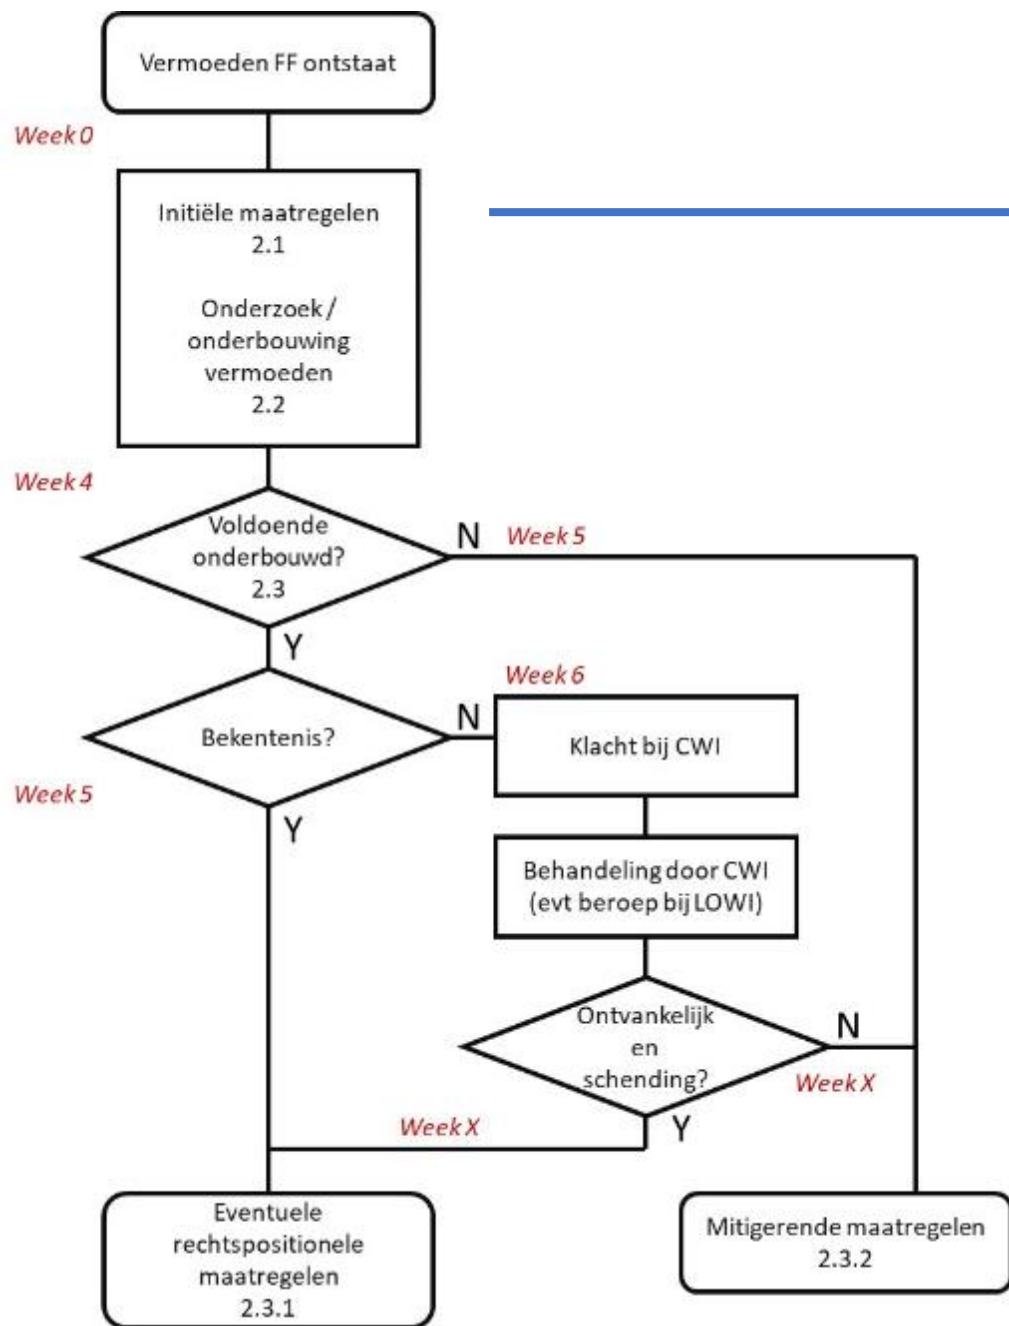 Vermoeden FF ontstaat
Week 0
Initiële maatregelen
2.1
Onderzoek /
onderbouwing
vermoeden
2.2
Week 4
Voldoende
onderbouwd?
2.3
N
Week 5
Y
Week 6
Bekentenis?
N
Klacht bij CWI
Week 5
Y
Behandeling door CWI
(evt beroep bij LOWI)
Ontvankelijk
en
schending?
N
Week X
Y
Week X
Eventuele
rechtspositionele
maatregelen
2.3.1
Mitigerende maatregelen
2.3.2